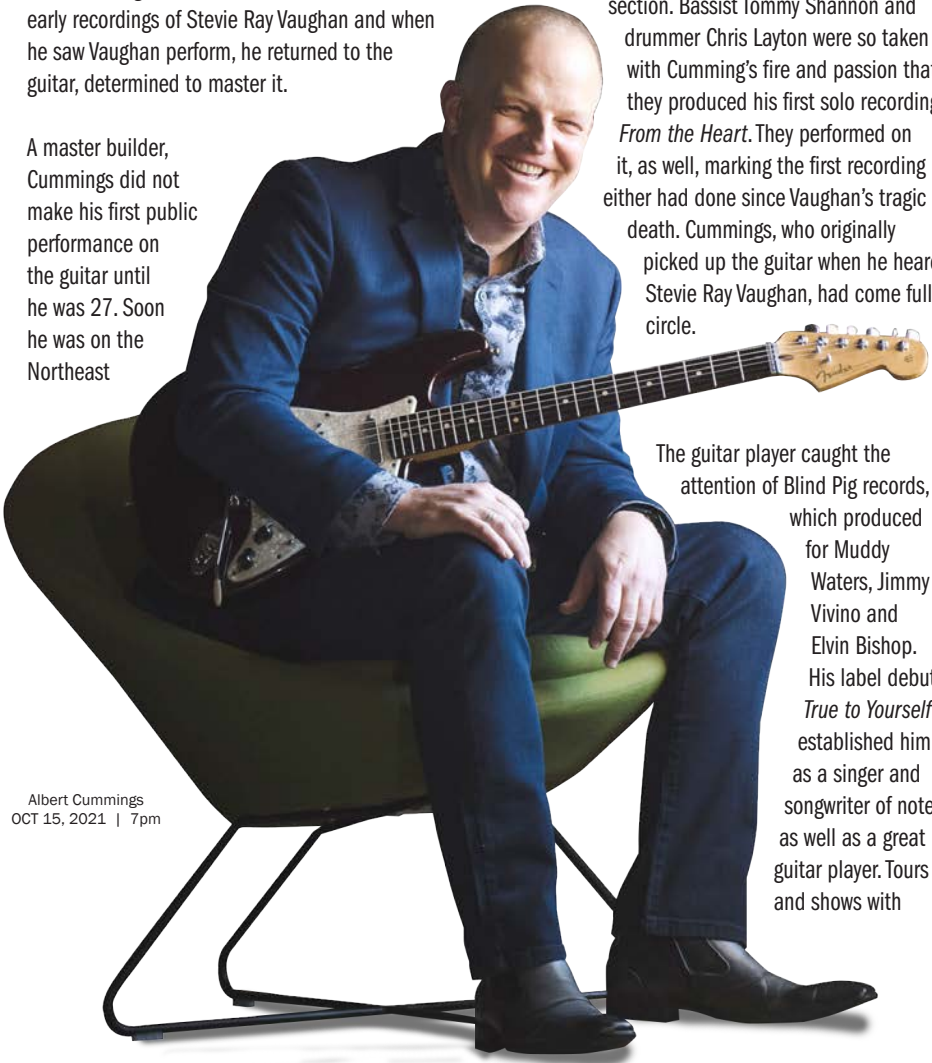 early recordings of Stevie Ray Vaughan and when
he saw Vaughan perform, he returned to the
guitar, determined to master it.
A master builder,
Cummings did not
make his first public
performance on
the guitar until
he was 27. Soon
he was on the
Northeast
Albert Cummings
OCT 15, 2021 | 7pm
section. Bassist Tommy Shannon and
drummer Chris Layton were so taken
with Cumming's fire and passion that
they produced his first solo recording
From the Heart. They performed on
it, as well, marking the first recording
either had done since Vaughan's tragic
death. Cummings, who originally
picked up the guitar when he heard
Stevie Ray Vaughan, had come full
circle.
Fender
The guitar player caught the
attention of Blind Pig records,
which produced
for Muddy
Waters, Jimmy
Vivino and
Elvin Bishop.
His label debut
True to Yourself
established him
as a singer and
songwriter of note
as well as a great
guitar player. Tours
and shows with